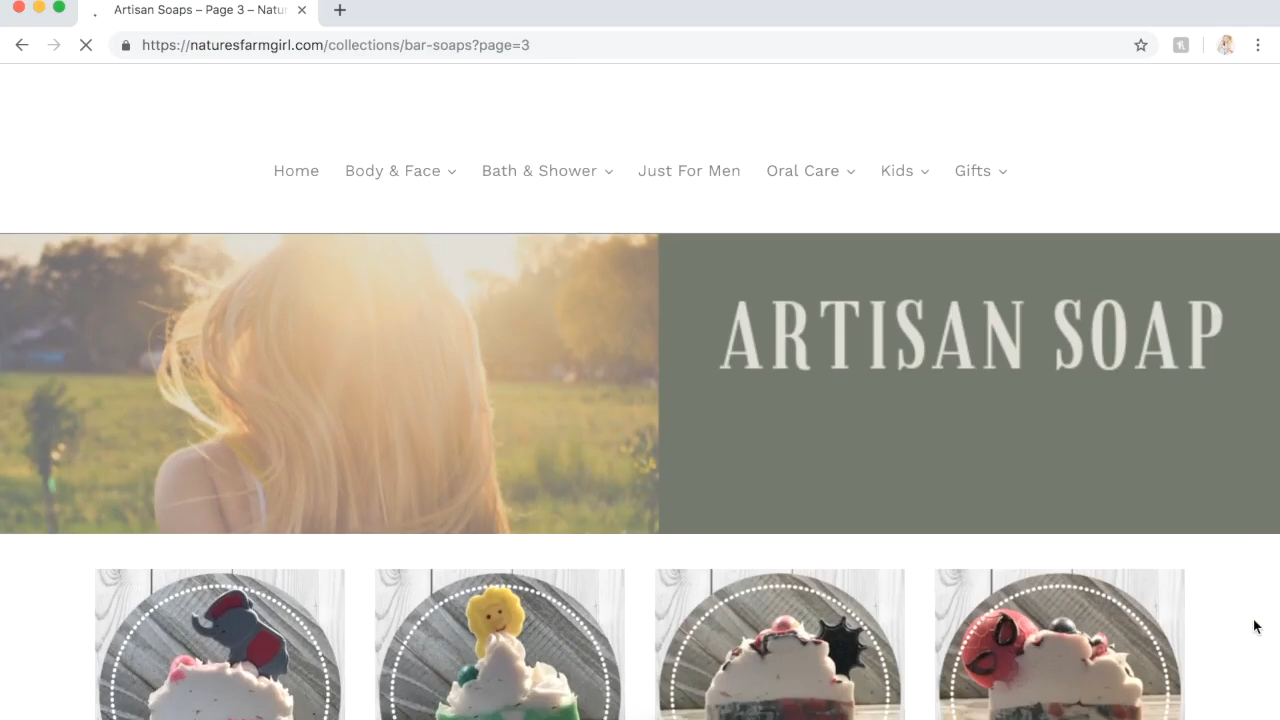 Artisan Soaps – Page 3 – Natur
https://naturesfarmgirl.com/collections/bar-soaps?page=3
Home Body & Face Bath & Shower Just For Men Oral Care Kids Gifts
ARTISAN SOAP